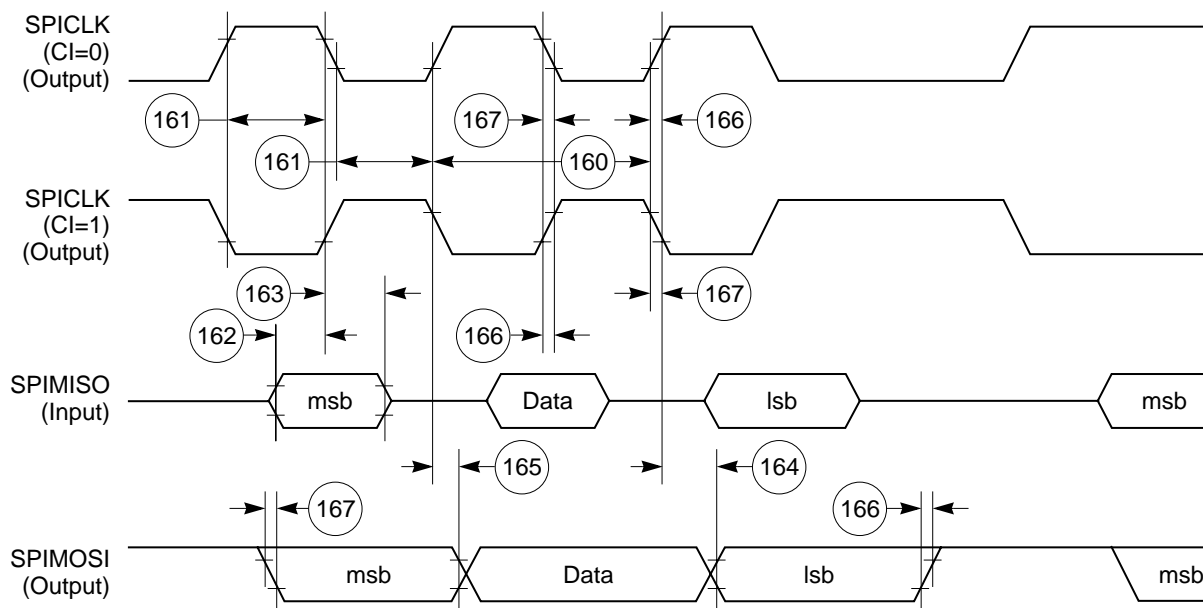 SPICLK
(CI=0)
(Output)
161
167
166
161
160
SPICLK
(CI=1)
(Output)
163
167
162
166
SPIMISO
(Input)
msb
Data
lsb
msb
165
164
167
166
SPIMOSI
(Output)
msb
Data
lsb
msb